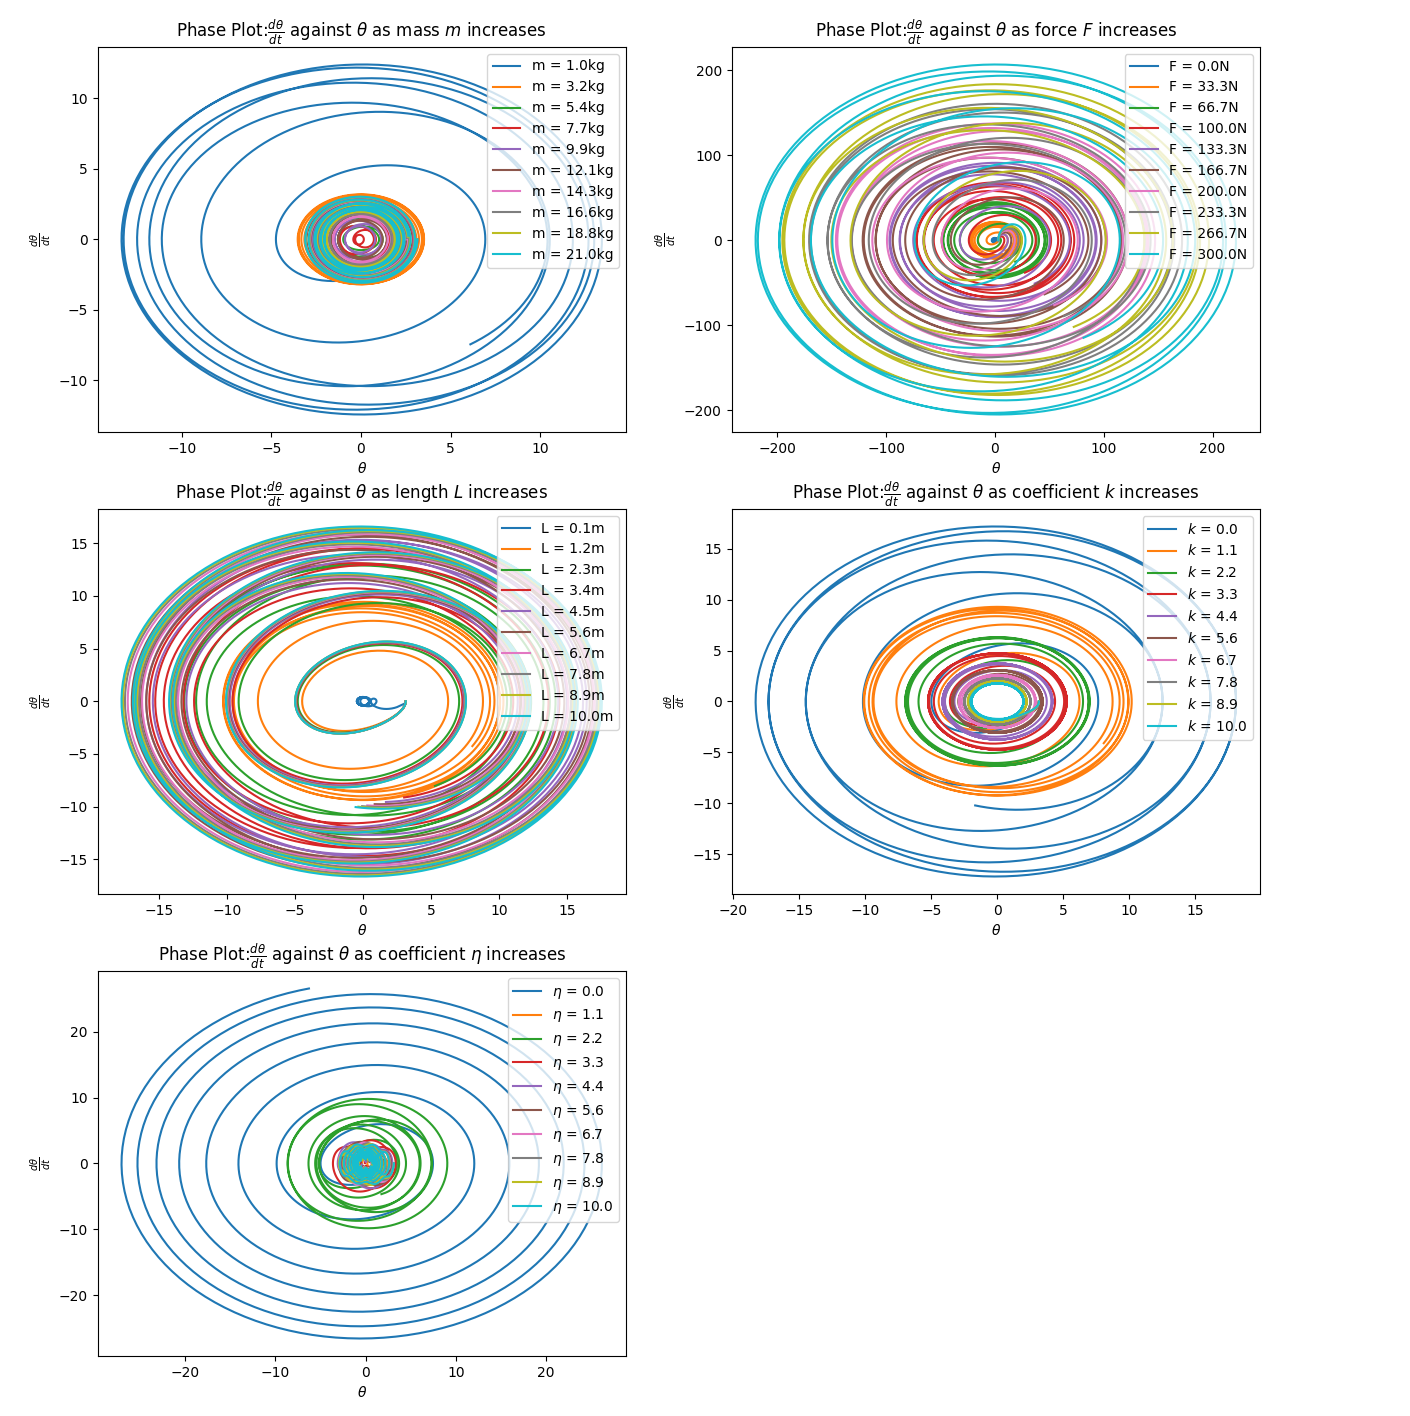 Phase Plot:dθ/dt against θ as mass m increases
m = 1.0kg
m = 3.2kg
m = 5.4kg
m = 7.7kg
m = 9.9kg
m = 12.1kg
m = 14.3kg
m = 16.6kg
m = 18.8kg
m = 21.0kg
10
5
0
−5
−10
dθ/dt
−10 −5 0 5 10
θ
Phase Plot:dθ/dt against θ as force F increases
F = 0.0N
F = 33.3N
F = 66.7N
F = 100.0N
F = 133.3N
F = 166.7N
F = 200.0N
F = 233.3N
F = 266.7N
F = 300.0N
200
100
0
−100
−200
dθ/dt
−200 −100 0 100 200
θ
Phase Plot:dθ/dt against θ as length L increases
L = 0.1m
L = 1.2m
L = 2.3m
L = 3.4m
L = 4.5m
L = 5.6m
L = 6.7m
L = 7.8m
L = 8.9m
L = 10.0m
15
10
5
0
−5
−10
−15
dθ/dt
−15 −10 −5 0 5 10 15
θ
Phase Plot:dθ/dt against θ as coefficient k increases
k = 0.0
k = 1.1
k = 2.2
k = 3.3
k = 4.4
k = 5.6
k = 6.7
k = 7.8
k = 8.9
k = 10.0
15
10
5
0
−5
−10
−15
dθ/dt
−20 −15 −10 −5 0 5 10 15
θ
Phase Plot:dθ/dt against θ as coefficient η increases
η = 0.0
η = 1.1
η = 2.2
η = 3.3
η = 4.4
η = 5.6
η = 6.7
η = 7.8
η = 8.9
η = 10.0
20
10
0
−10
−20
dθ/dt
−20 −10 0 10 20
θ